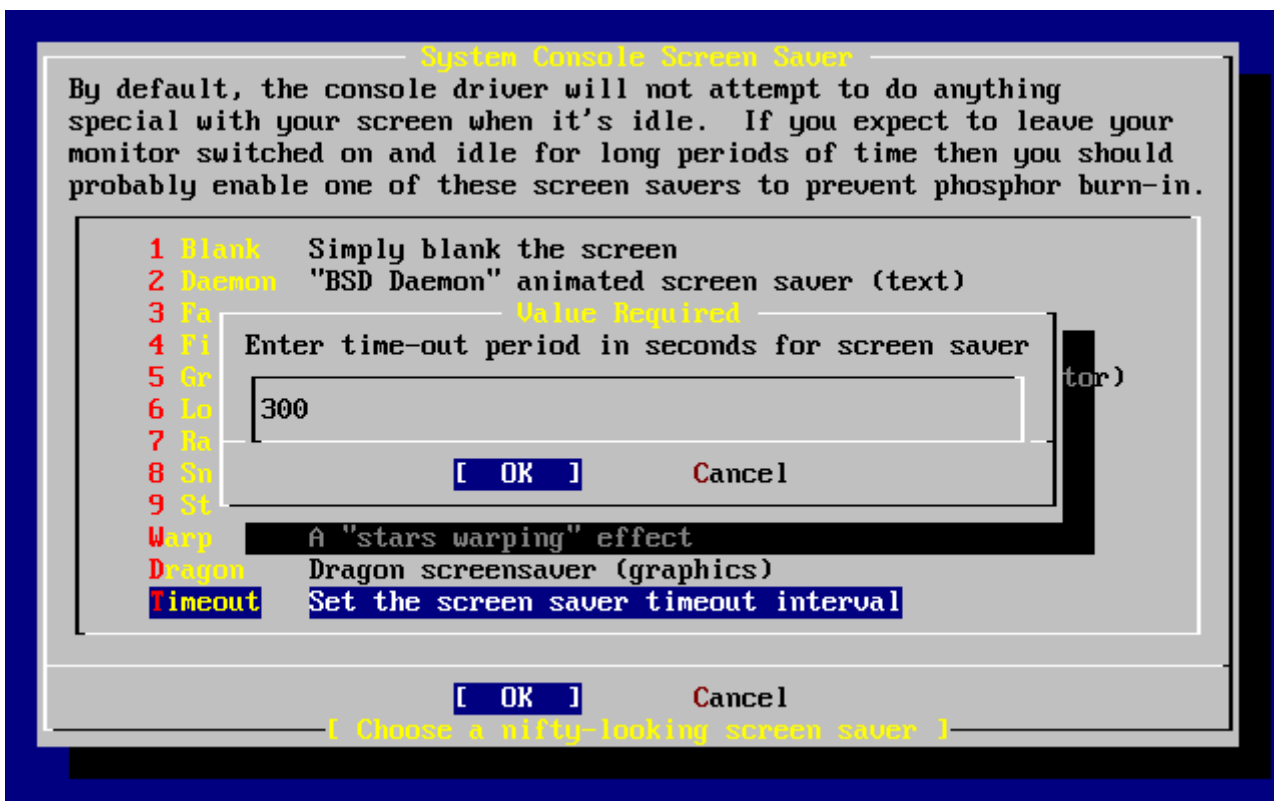 System Console Screen Saver
By default, the console driver will not attempt to do anything
special with your screen when it's idle.  If you expect to leave your
monitor switched on and idle for long periods of time then you should
probably enable one of these screen savers to prevent phosphor burn-in.
1 Blank   Simply blank the screen
2 Daemon  "BSD Daemon" animated screen saver (text)
3 Fa
Value Required
4 Fi
Enter time-out period in seconds for screen saver
5 Gr
tor)
6 Lo
300
7 Ra
8 Sn
[  OK  ]       Cancel
9 St
Warp      A "stars warping" effect
Dragon    Dragon screensaver (graphics)
Timeout   Set the screen saver timeout interval
[  OK  ]       Cancel
[ Choose a nifty-looking screen saver ]